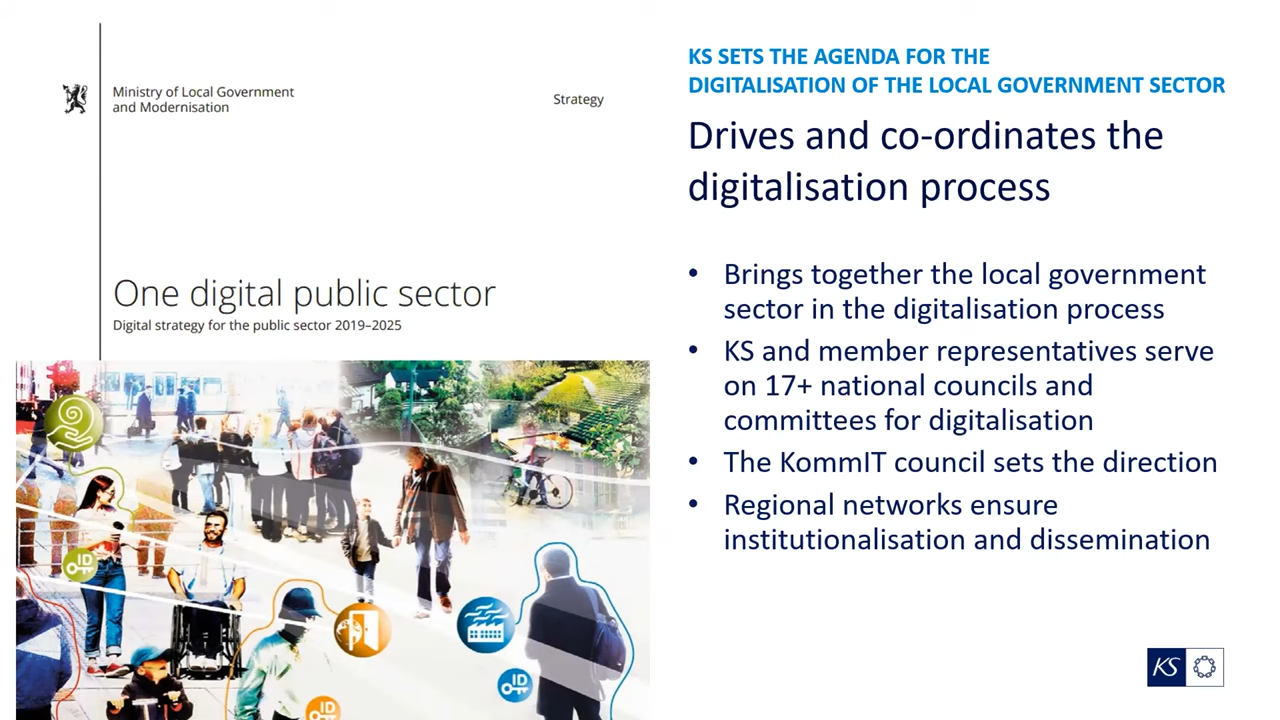 Ministry of Local Government
and Modernisation
Strategy
One digital public sector
Digital strategy for the public sector 2019–2025
ID
ID
ID
KS SETS THE AGENDA FOR THE
DIGITALISATION OF THE LOCAL GOVERNMENT SECTOR
Drives and co-ordinates the
digitalisation process
• Brings together the local government
sector in the digitalisation process
• KS and member representatives serve
on 17+ national councils and
committees for digitalisation
• The KommIT council sets the direction
• Regional networks ensure
institutionalisation and dissemination
KS